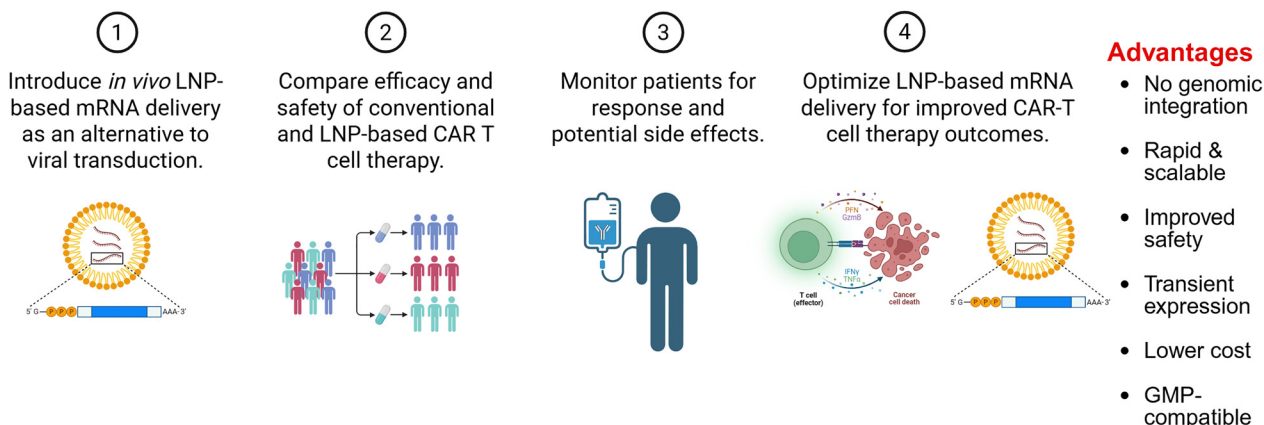 1
Introduce in vivo LNP-
based mRNA delivery
as an alternative to
viral transduction.
5' G
P P P
AAA-3'
2
Compare efficacy and
safety of conventional
and LNP-based CAR T
cell therapy.
3
Monitor patients for
response and
potential side effects.
4
Optimize LNP-based mRNA
delivery for improved CAR-T
cell therapy outcomes.
PFN
GzmB
IFNγ
TNFα
T cell
(effector)
Cancer
cell death
5' G
P P P
AAA-3'
Advantages
• No genomic
integration
• Rapid &
scalable
• Improved
safety
• Transient
expression
• Lower cost
• GMP-
compatible